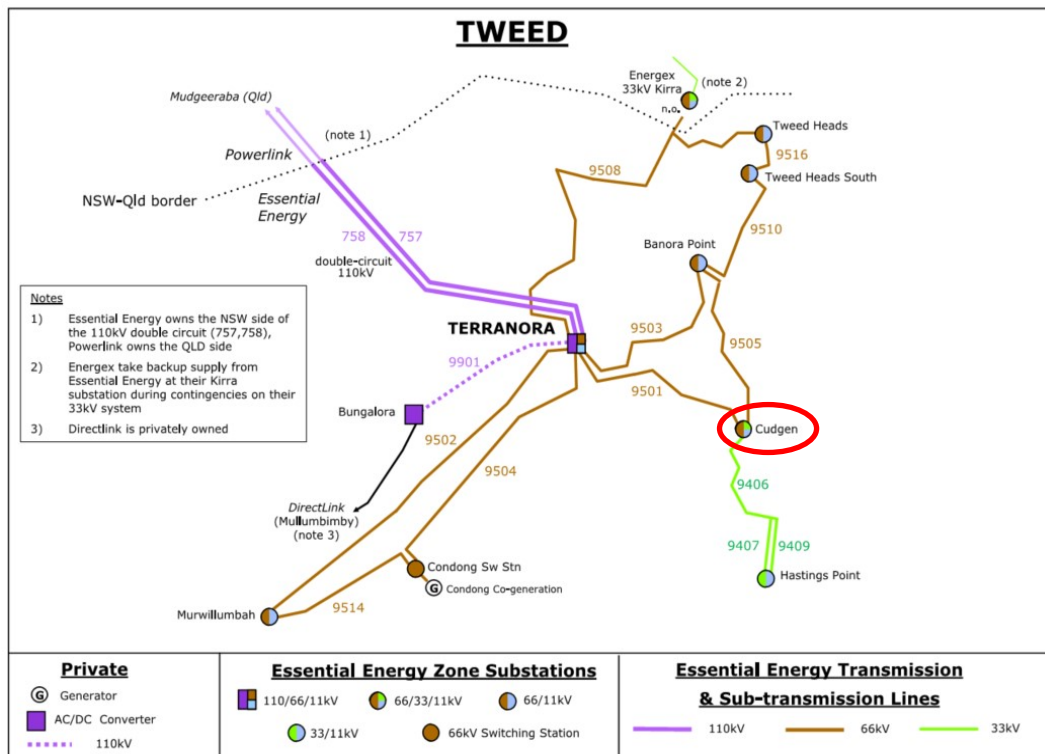 TWEED
Energex
33kV Kirra
(note 2)
n.o.
Mudgeeraba (Qld)
(note 1)
Powerlink
Essential
Energy
NSW-Qld border
758
757
double-circuit
110kV
9508
Tweed Heads
9516
Tweed Heads South
9510
Banora Point
Notes
1) Essential Energy owns the NSW side of
the 110kV double circuit (757,758),
Powerlink owns the QLD side
2) Energex take backup supply from
Essential Energy at their Kirra
substation during contingencies on their
33kV system
3) Directlink is privately owned
TERRANORA
9503
9505
9901
9501
Bungalora
Cudgen
9502
9504
9406
DirectLink
(Mullumbimby)
(note 3)
9407
9409
Hastings Point
Condong Sw Stn
G
Condong Co-generation
Murwillumbah
9514
Private
G Generator
AC/DC Converter
110kV
Essential Energy Zone Substations
110/66/11kV
66/33/11kV
66/11kV
33/11kV
66kV Switching Station
Essential Energy Transmission
& Sub-transmission Lines
110kV
66kV
33kV